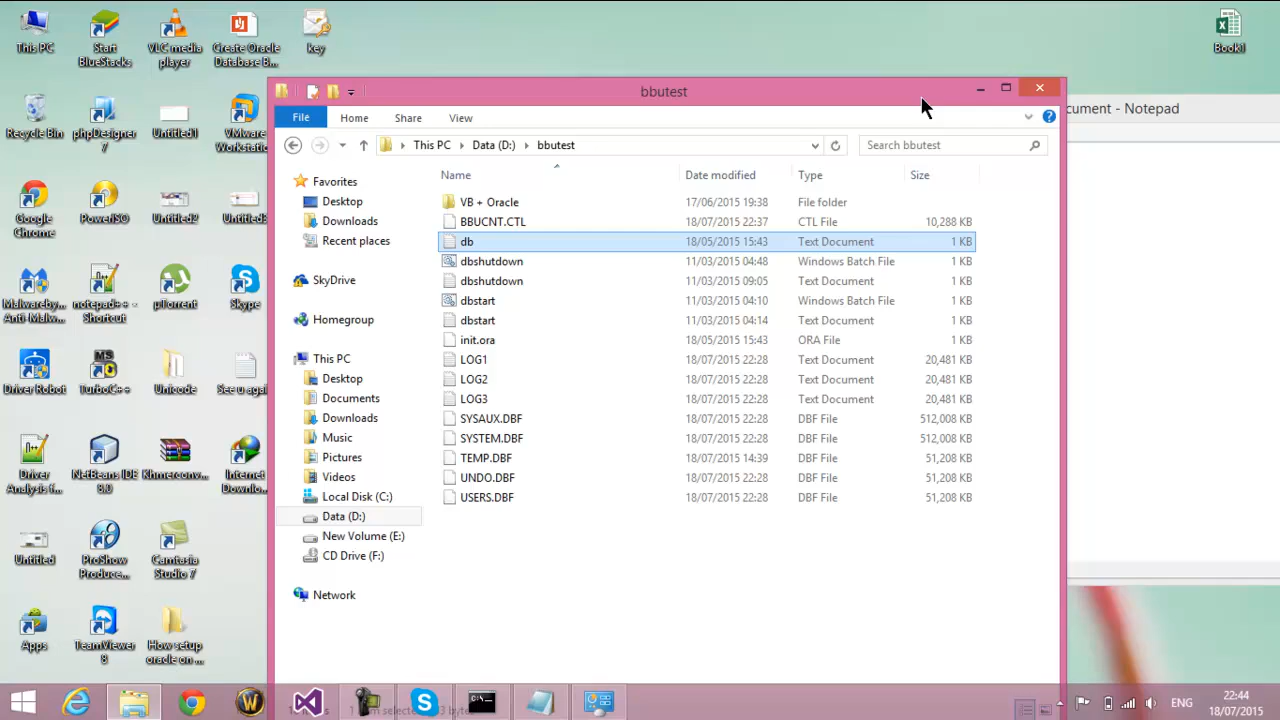 This PC
Start BlueStacks
VLC media player
Create Oracle Database B...
key
Book1
Recycle Bin
phpDesigner 7
Untitled1
VMware Workstatio...
Google Chrome
PowerISO
Untitled2
Untitled3
Malwareby... Anti-Malw...
notepad++ - Shortcut
µTorrent
Skype
Driver Robot
TurboC++
Unicode
See u agai
Driver Analysis f...
NetBeans IDE 8.0
Khmerconv...
Internet Downlo...
Untitled
ProShow Produce...
Camtasia Studio 7
Apps
TeamViewer 8
How setup oracle on ...
bbutest
cument - Notepad
File
Home
Share
View
This PC
Data (D:)
bbutest
Search bbutest
Name
Date modified
Type
Size
VB + Oracle 17/06/2015 19:38 File folder
BBUCNT.CTL 18/07/2015 22:37 CTL File 10,288 KB
db 18/05/2015 15:43 Text Document 1 KB
dbshutdown 11/03/2015 04:48 Windows Batch File 1 KB
dbshutdown 11/03/2015 09:05 Text Document 1 KB
dbstart 11/03/2015 04:10 Windows Batch File 1 KB
dbstart 11/03/2015 04:14 Text Document 1 KB
init.ora 18/05/2015 15:43 ORA File 1 KB
LOG1 18/07/2015 22:28 Text Document 20,481 KB
LOG2 18/07/2015 22:28 Text Document 20,481 KB
LOG3 18/07/2015 22:28 Text Document 20,481 KB
SYSAUX.DBF 18/07/2015 22:28 DBF File 512,008 KB
SYSTEM.DBF 18/07/2015 22:28 DBF File 512,008 KB
TEMP.DBF 18/07/2015 14:39 DBF File 51,208 KB
UNDO.DBF 18/07/2015 22:28 DBF File 51,208 KB
USERS.DBF 18/07/2015 22:28 DBF File 51,208 KB
Favorites
Desktop
Downloads
Recent places
SkyDrive
Homegroup
This PC
Desktop
Documents
Downloads
Music
Pictures
Videos
Local Disk (C:)
Data (D:)
New Volume (E:)
CD Drive (F:)
Network
ENG
22:44
18/07/2015